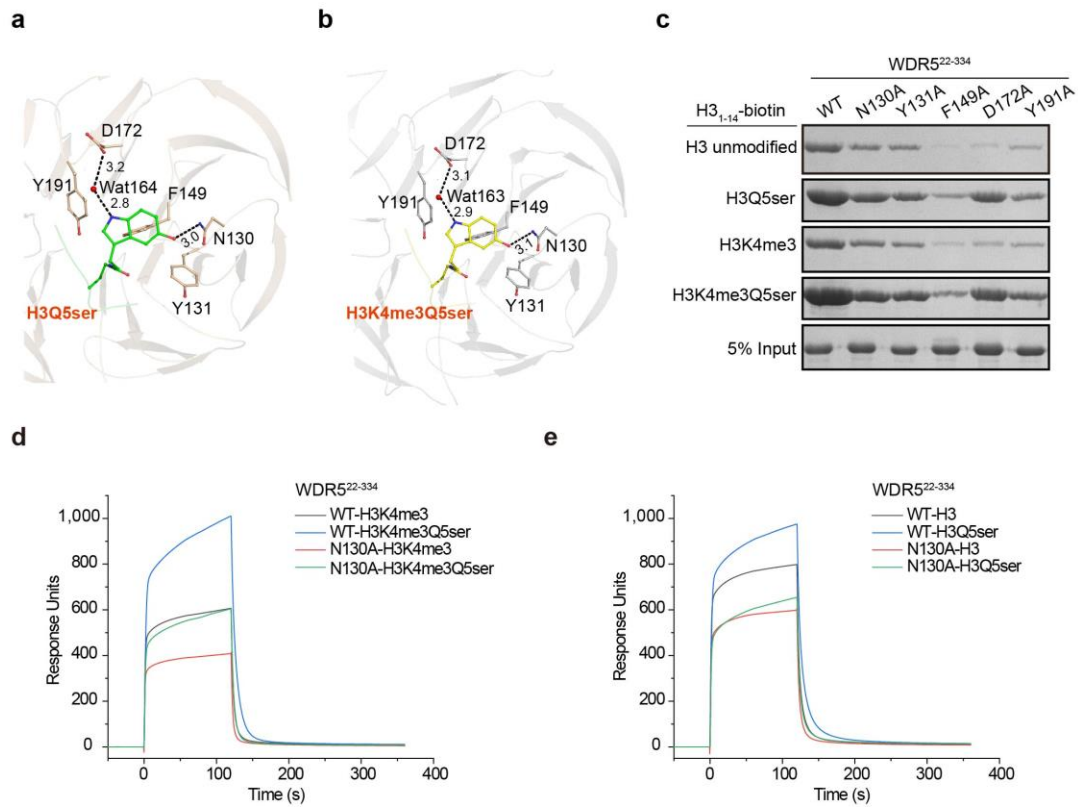 a
D172
3.2
Y191
Wat164
F149
2.8
3.0
N130
Y131
H3Q5ser
b
D172
3.1
Y191
Wat163
F149
2.9
3.1
N130
Y131
H3K4me3Q5ser
c
WDR5²²⁻³³⁴
H3₁₋₁₄-biotin
WT N130A Y131A F149A D172A Y191A
H3 unmodified
H3Q5ser
H3K4me3
H3K4me3Q5ser
5% Input
d
WDR5²²⁻³³⁴
WT-H3K4me3
WT-H3K4me3Q5ser
N130A-H3K4me3
N130A-H3K4me3Q5ser
Response Units
1,000
800
600
400
200
0
0 100 200 300 400
Time (s)
e
WDR5²²⁻³³⁴
WT-H3
WT-H3Q5ser
N130A-H3
N130A-H3Q5ser
Response Units
1,000
800
600
400
200
0
0 100 200 300 400
Time (s)